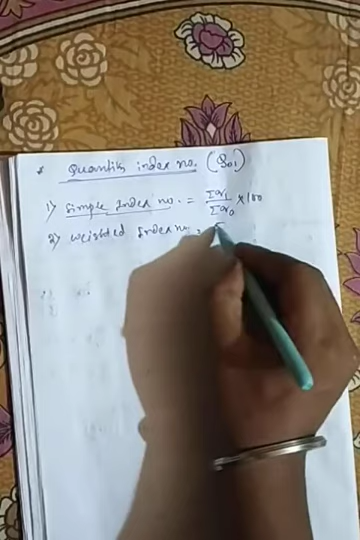 * Quantity index no. (Q01)
1) Simple Index no. = Σq1/Σq0 × 100
2) Weighted Index no. =